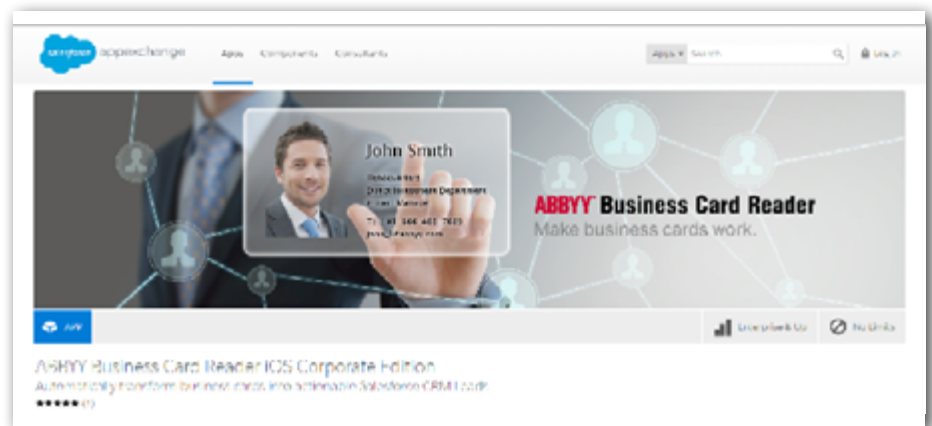 salesforce appexchange Apps Components Consultants Apps Search Log In
John Smith
ABBYY Business Card Reader
Make business cards work.
APP Enterprise & Up No Limits
ABBYY Business Card Reader iOS Corporate Edition
Automatically transform business cards into actionable Salesforce CRM Leads